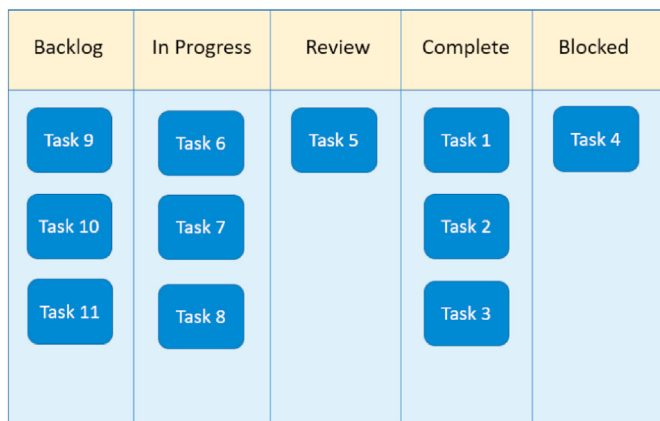 Backlog
In Progress
Review
Complete
Blocked
Task 9
Task 6
Task 5
Task 1
Task 4
Task 10
Task 7
Task 2
Task 11
Task 8
Task 3